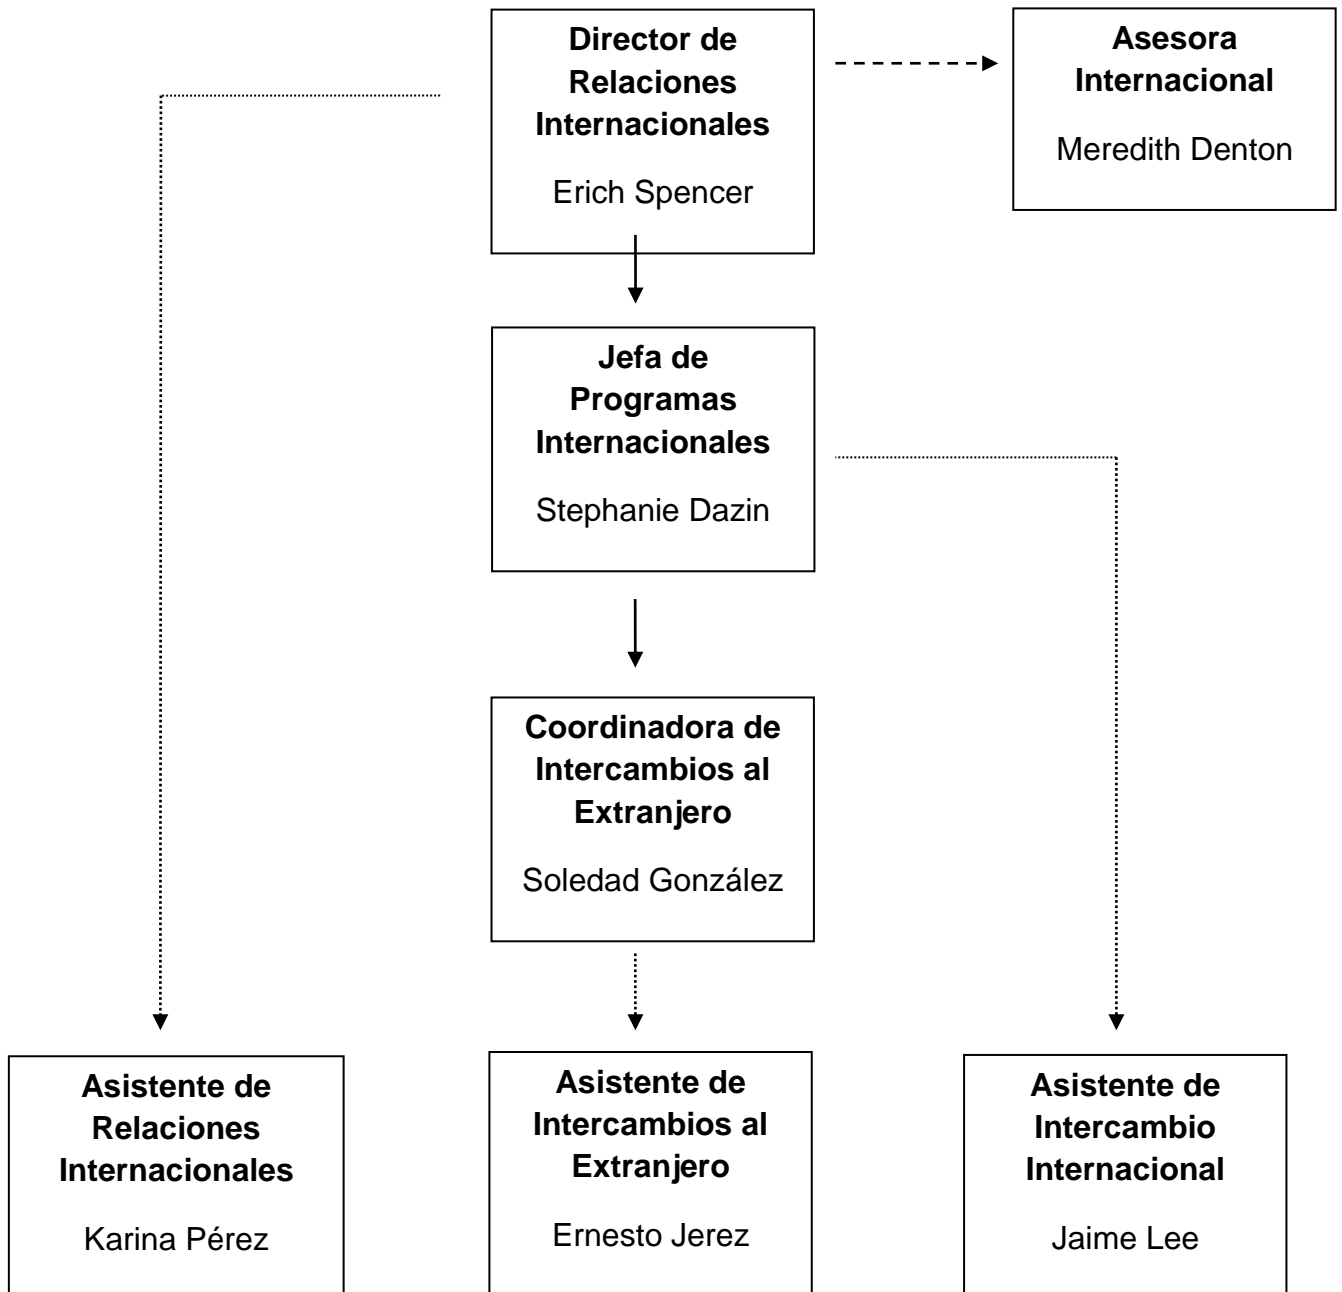 Director de
Relaciones
Internacionales
Erich Spencer
Asesora
Internacional
Meredith Denton
Jefa de
Programas
Internacionales
Stephanie Dazin
Coordinadora de
Intercambios al
Extranjero
Soledad González
Asistente de
Relaciones
Internacionales
Karina Pérez
Asistente de
Intercambios al
Extranjero
Ernesto Jerez
Asistente de
Intercambio
Internacional
Jaime Lee